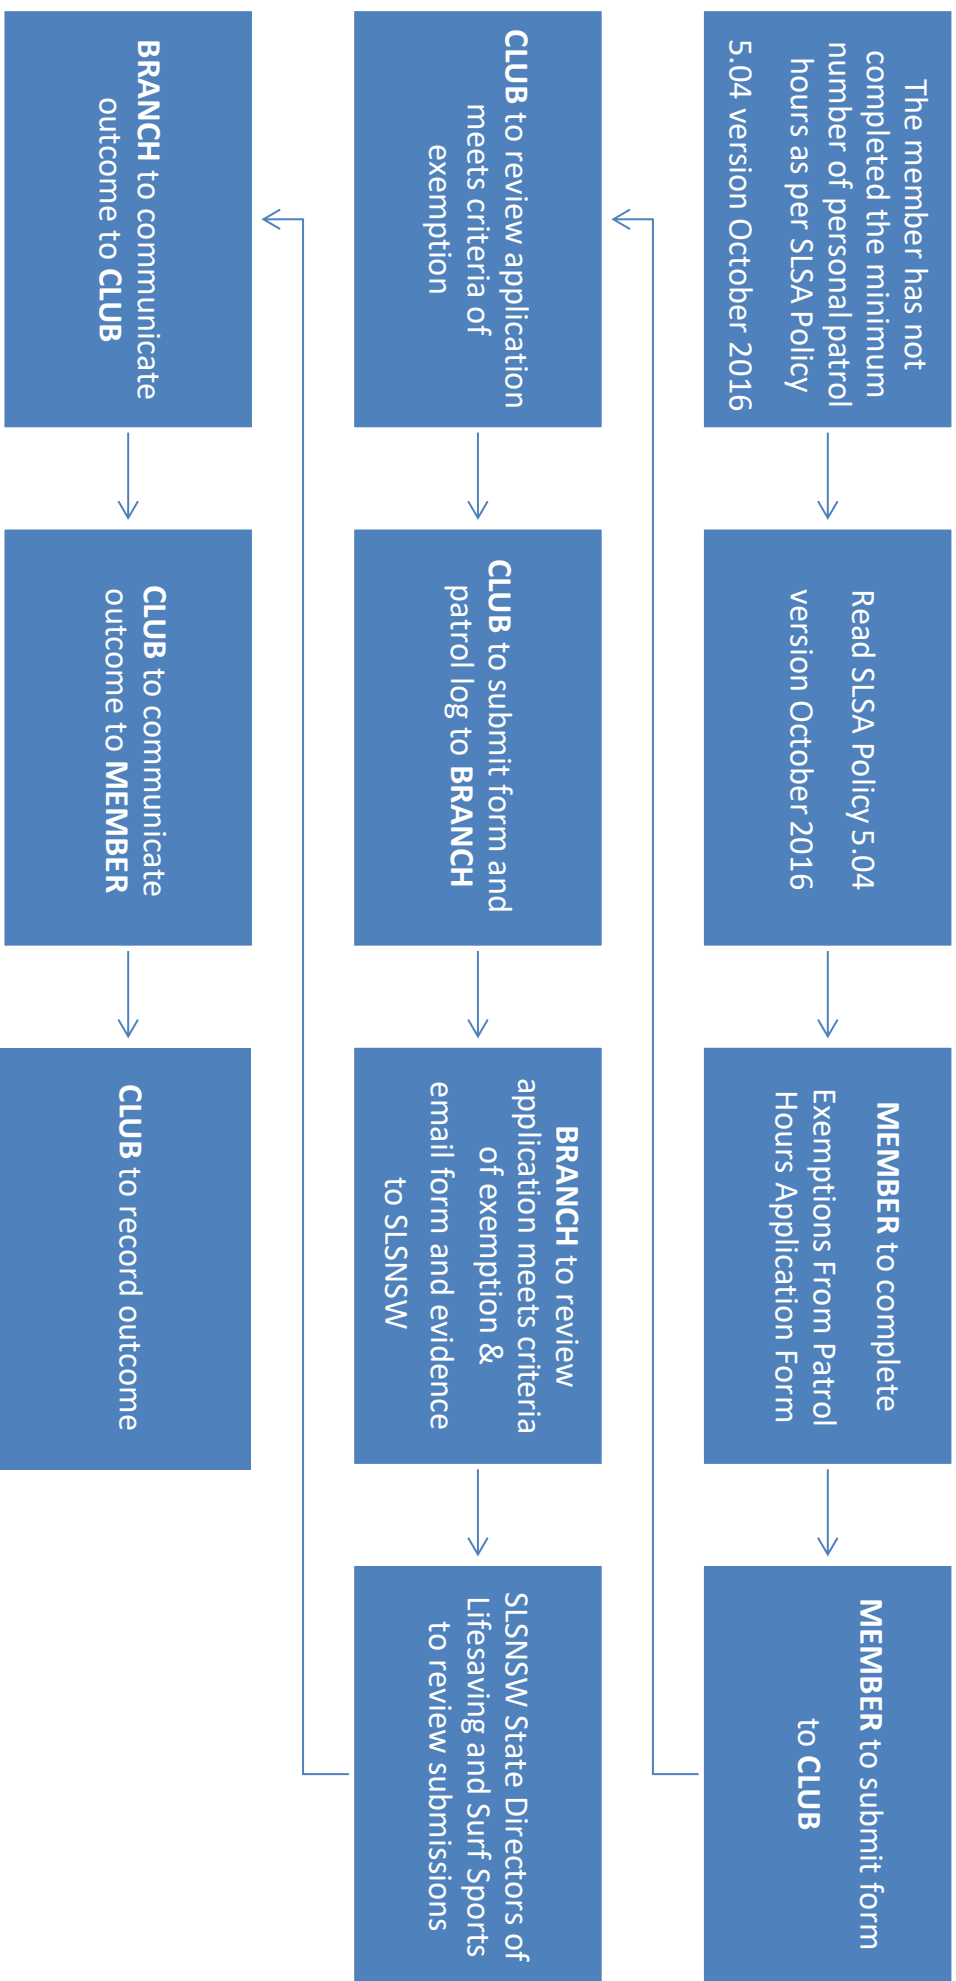 The member has not
completed the minimum
number of personal patrol
hours as per SLSA Policy
5.04 version October 2016
Read SLSA Policy 5.04
version October 2016
MEMBER to complete
Exemptions From Patrol
Hours Application Form
MEMBER to submit form
to CLUB
CLUB to review application
meets criteria of
exemption
CLUB to submit form and
patrol log to BRANCH
BRANCH to review
application meets criteria
of exemption &
email form and evidence
to SLSNSW
SLSNSW State Directors of
Lifesaving and Surf Sports
to review submissions
BRANCH to communicate
outcome to CLUB
CLUB to communicate
outcome to MEMBER
CLUB to record outcome